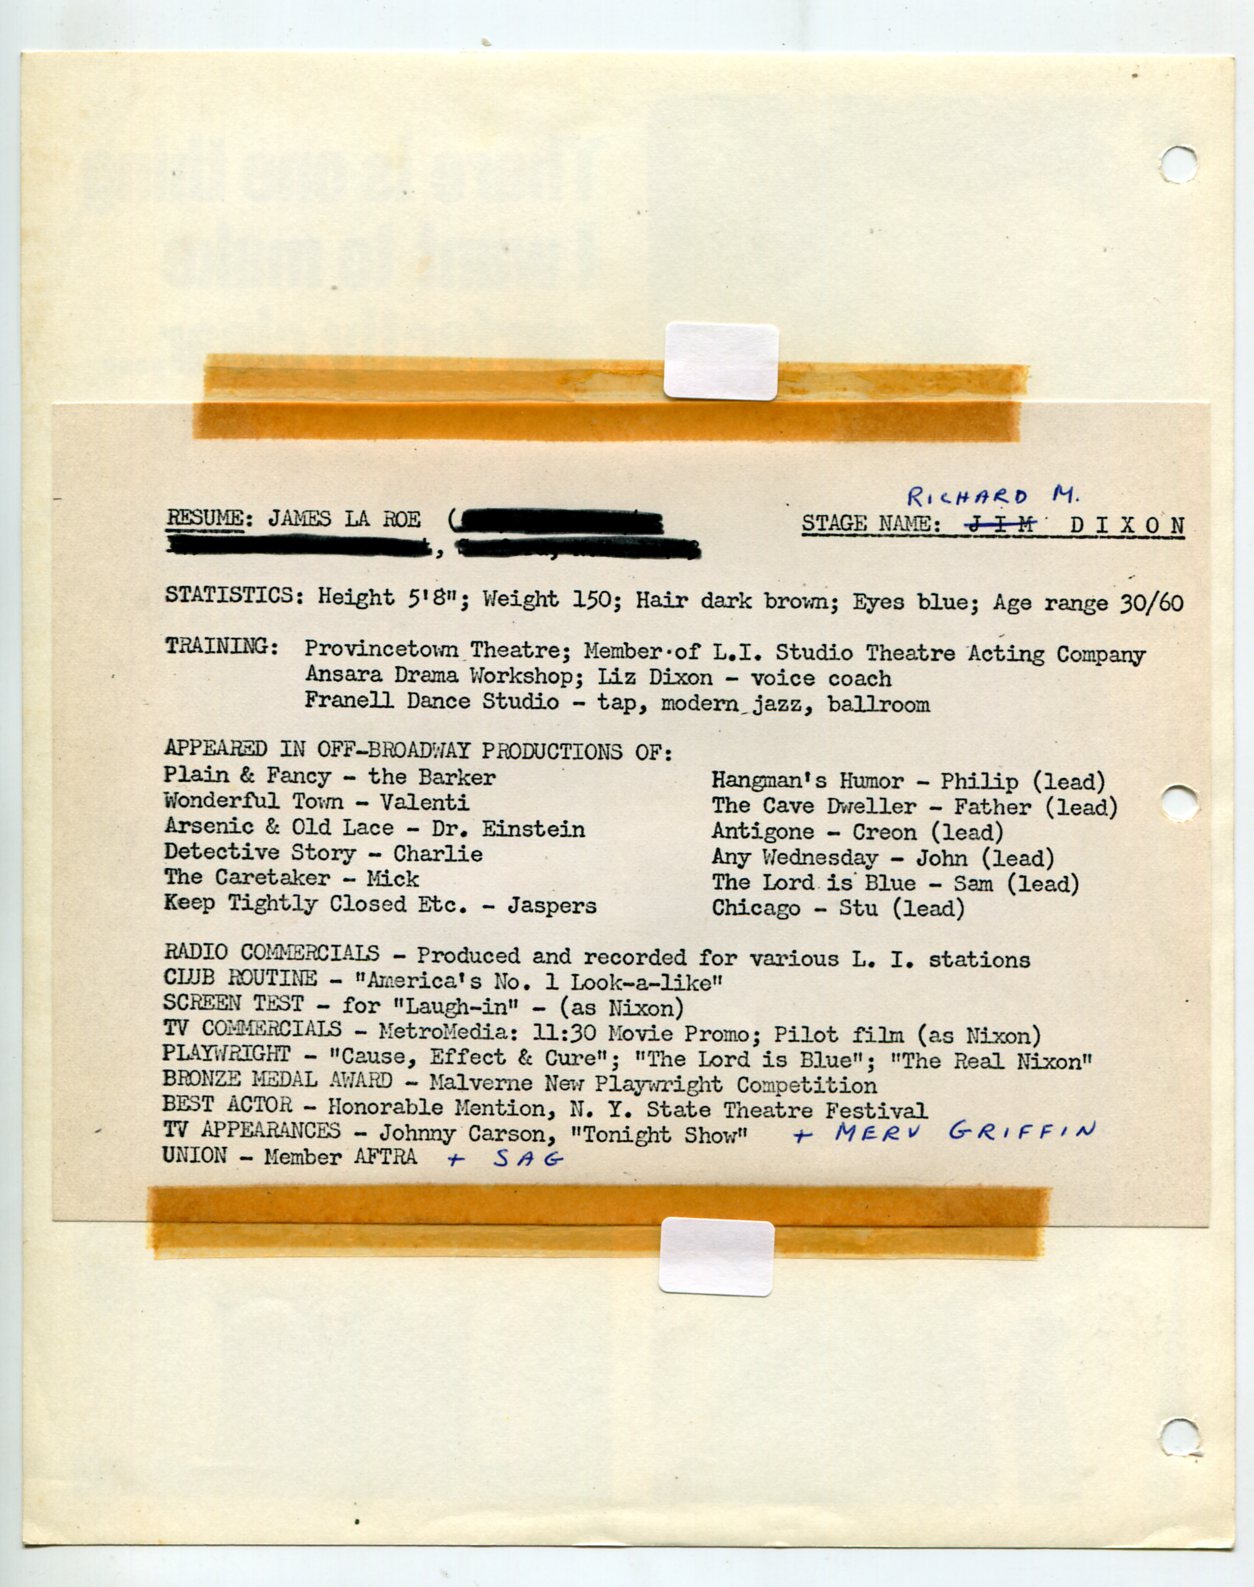 RICHARD M.
RESUME: JAMES LA ROE (
STAGE NAME: JIM DIXON
,
STATISTICS: Height 5'8"; Weight 150; Hair dark brown; Eyes blue; Age range 30/60
TRAINING: Provincetown Theatre; Member of L.I. Studio Theatre Acting Company
Ansara Drama Workshop; Liz Dixon - voice coach
Franell Dance Studio - tap, modern jazz, ballroom
APPEARED IN OFF-BROADWAY PRODUCTIONS OF:
Plain & Fancy - the Barker
Wonderful Town - Valenti
Arsenic & Old Lace - Dr. Einstein
Detective Story - Charlie
The Caretaker - Mick
Keep Tightly Closed Etc. - Jaspers
Hangman's Humor - Philip (lead)
The Cave Dweller - Father (lead)
Antigone - Creon (lead)
Any Wednesday - John (lead)
The Lord is Blue - Sam (lead)
Chicago - Stu (lead)
RADIO COMMERCIALS - Produced and recorded for various L. I. stations
CLUB ROUTINE - "America's No. 1 Look-a-like"
SCREEN TEST - for "Laugh-in" - (as Nixon)
TV COMMERCIALS - MetroMedia: 11:30 Movie Promo; Pilot film (as Nixon)
PLAYWRIGHT - "Cause, Effect & Cure"; "The Lord is Blue"; "The Real Nixon"
BRONZE MEDAL AWARD - Malverne New Playwright Competition
BEST ACTOR - Honorable Mention, N. Y. State Theatre Festival
TV APPEARANCES - Johnny Carson, "Tonight Show" + MERV GRIFFIN
UNION - Member AFTRA + SAG